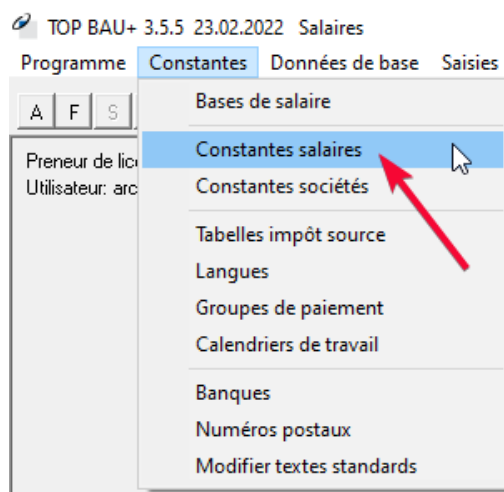 TOP BAU+ 3.5.5 23.02.2022 Salaires
Programme Constantes Données de base Saisies
A F S
Bases de salaire
Preneur de lic
Constantes salaires
Utilisateur: arc
Constantes sociétés
Tabelles impôt source
Langues
Groupes de paiement
Calendriers de travail
Banques
Numéros postaux
Modifier textes standards